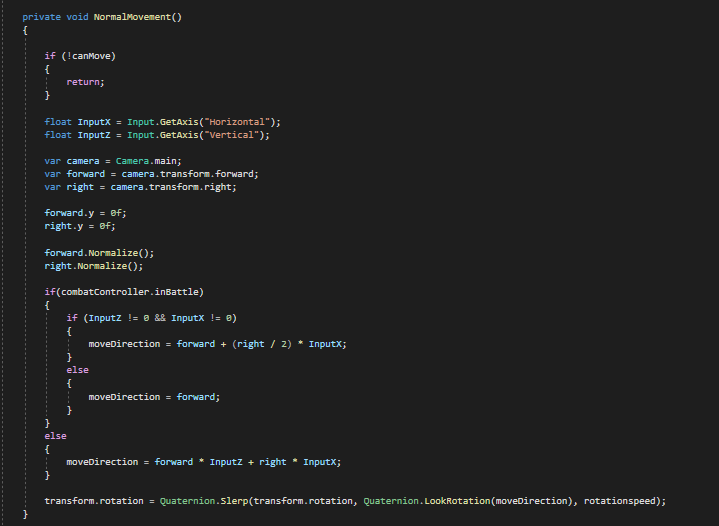 private void NormalMovement()
{
if (!canMove)
{
return;
}
float InputX = Input.GetAxis("Horizontal");
float InputZ = Input.GetAxis("Vertical");
var camera = Camera.main;
var forward = camera.transform.forward;
var right = camera.transform.right;
forward.y = 0f;
right.y = 0f;
forward.Normalize();
right.Normalize();
if(combatController.inBattle)
{
if (InputZ != 0 && InputX != 0)
{
moveDirection = forward + (right / 2) * InputX;
}
else
{
moveDirection = forward;
}
}
else
{
moveDirection = forward * InputZ + right * InputX;
}
transform.rotation = Quaternion.Slerp(transform.rotation, Quaternion.LookRotation(moveDirection), rotationspeed);
}